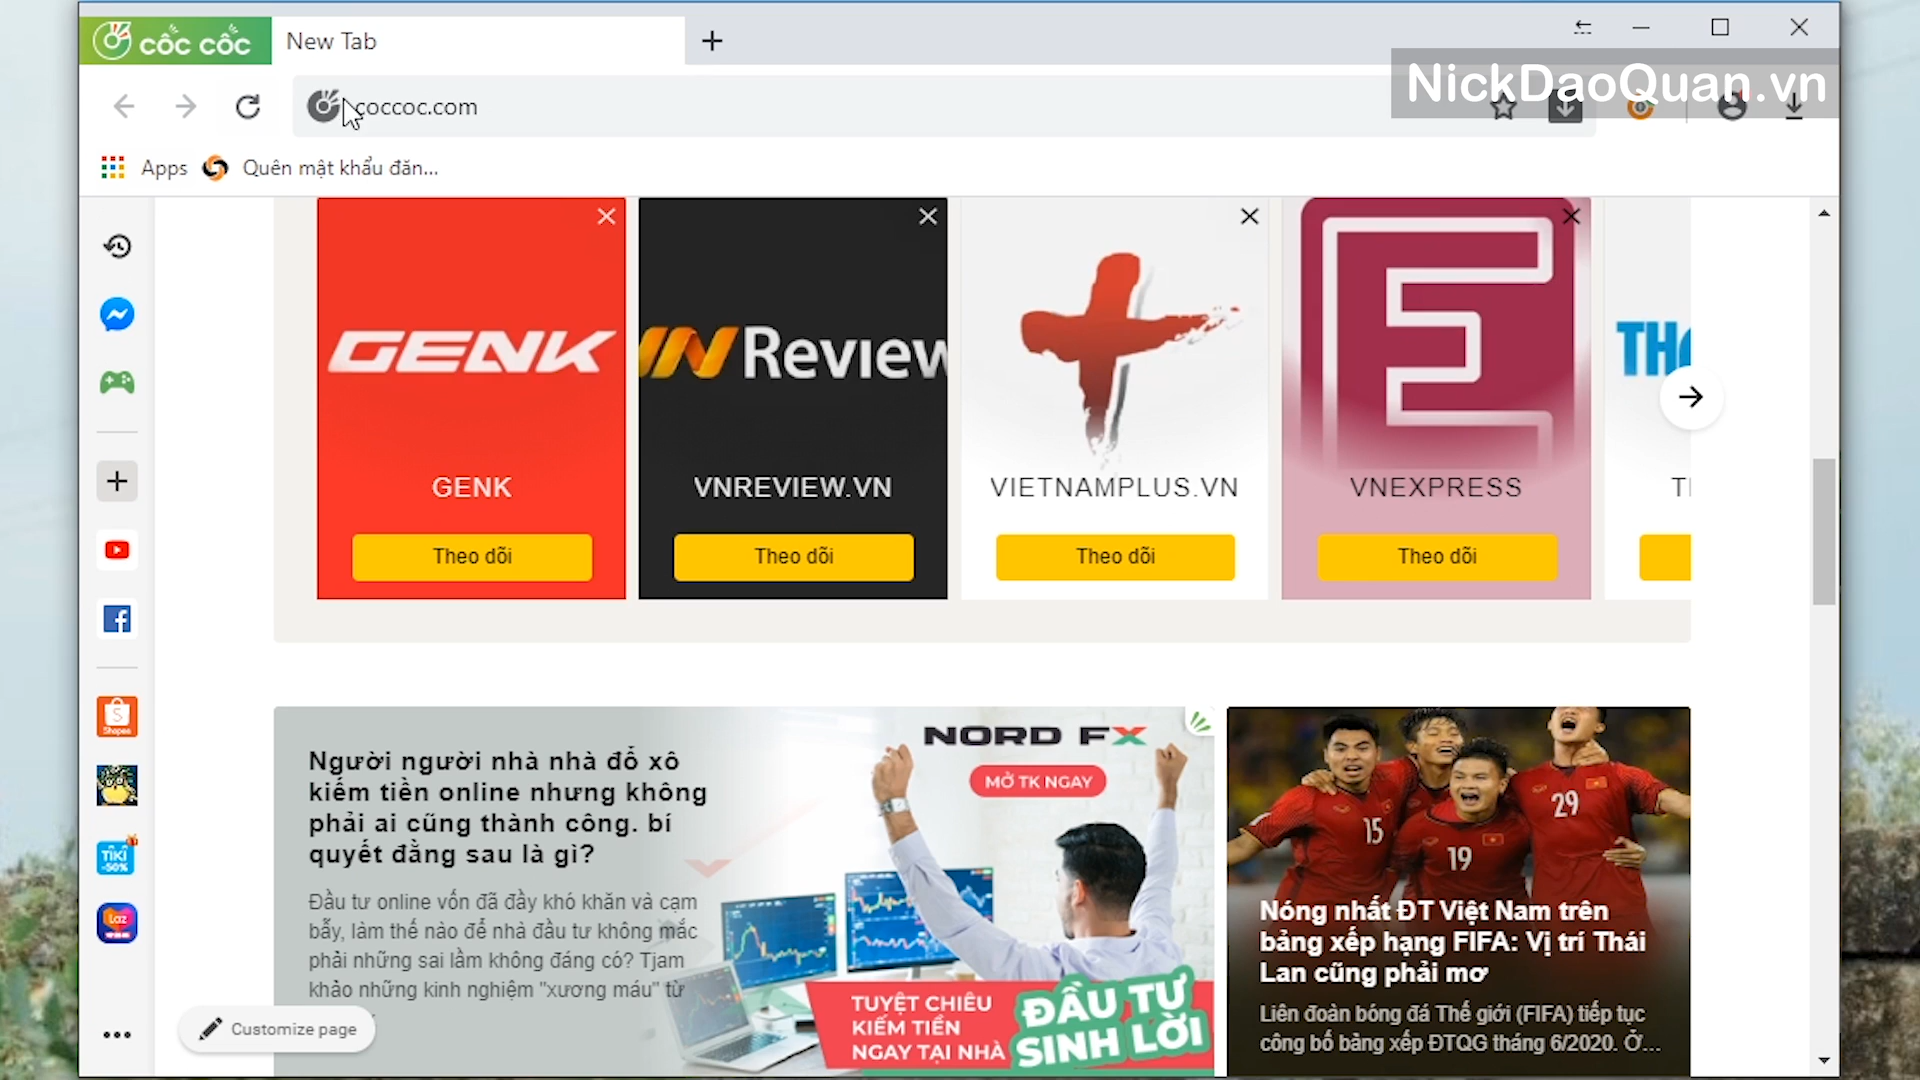 cốc cốc
New Tab
NickDaoQuan.vn
coccoc.com
Apps
Quên mật khẩu đăn...
GENK
Review
GENK
VNREVIEW.VN
VIETNAMPLUS.VN
VNEXPRESS
Theo dõi
Theo dõi
Theo dõi
Theo dõi
Shopee
TIKI
-50%
Laz
NORD FX
MỞ TK NGAY
Người người nhà nhà đổ xô
kiếm tiền online nhưng không
phải ai cũng thành công. bí
quyết đằng sau là gì?
Đầu tư online vốn đã đầy khó khăn và cạm
bẫy, làm thế nào để nhà đầu tư không mắc
phải những sai lầm không đáng có? Tjam
khảo những kinh nghiệm "xương máu" từ
TUYỆT CHIÊU
KIẾM TIỀN
NGAY TẠI NHÀ
ĐẦU TƯ
SINH LỜI
15
19
29
Nóng nhất ĐT Việt Nam trên
bảng xếp hạng FIFA: Vị trí Thái
Lan cũng phải mơ
Liên đoàn bóng đá Thế giới (FIFA) tiếp tục
công bố bảng xếp ĐTQG tháng 6/2020. Ở...
Customize page